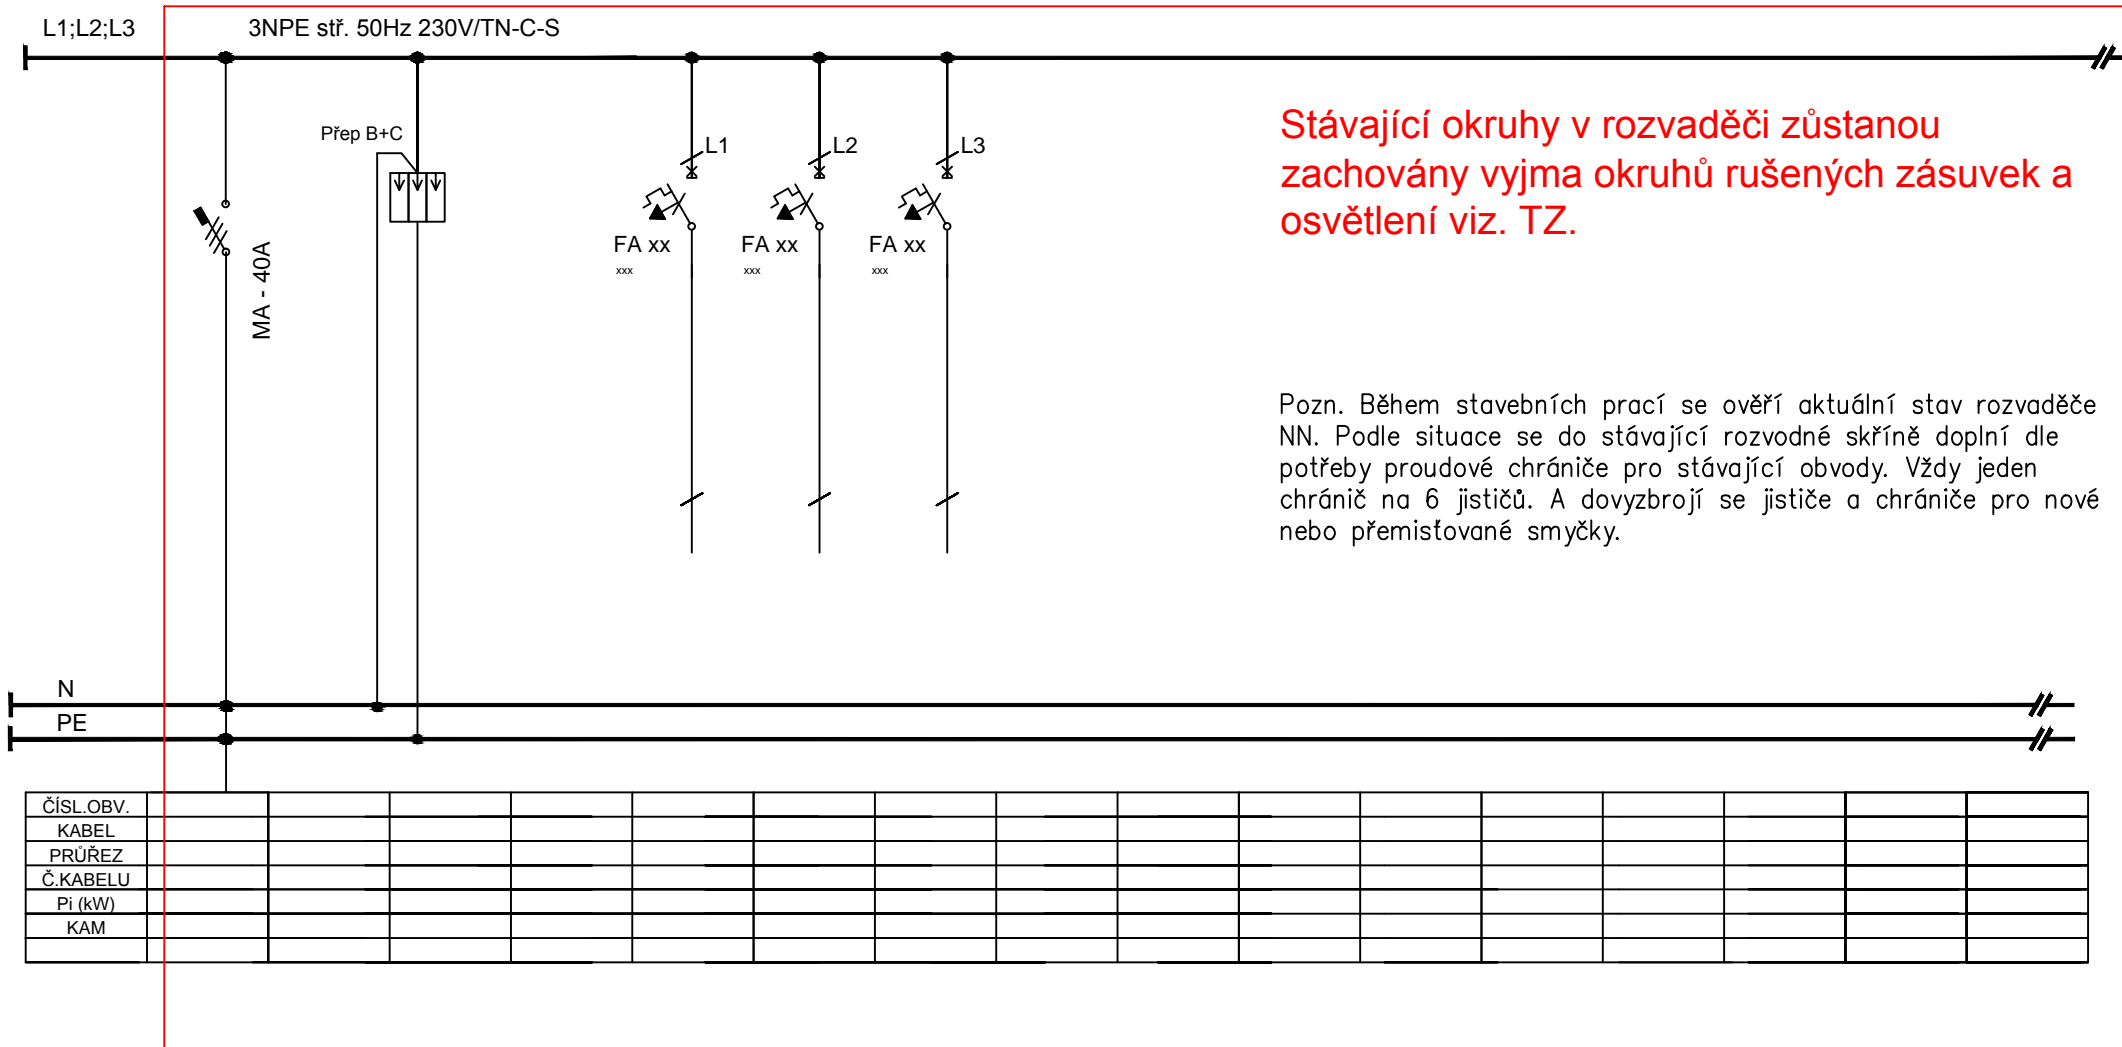 L1;L2;L3
3NPE stř. 50Hz 230V/TN-C-S
Přep B+C
MA - 40A
L1
L2
L3
FA xx
xxx
FA xx
xxx
FA xx
xxx
Stávající okruhy v rozvaděči zůstanou
zachovány vyjma okruhů rušených zásuvek a
osvětlení viz. TZ.
Pozn. Během stavebních prací se ověří aktuální stav rozvaděče
NN. Podle situace se do stávající rozvodné skříně doplní dle
potřeby proudové chrániče pro stávající obvody. Vždy jeden
chránič na 6 jističů. A dovyzbrojí se jističe a chrániče pro nové
nebo přemisťované smyčky.
N
PE
ČÍSL.OBV.
KABEL
PRŮŘEZ
Č.KABELU
Pi (kW)
KAM